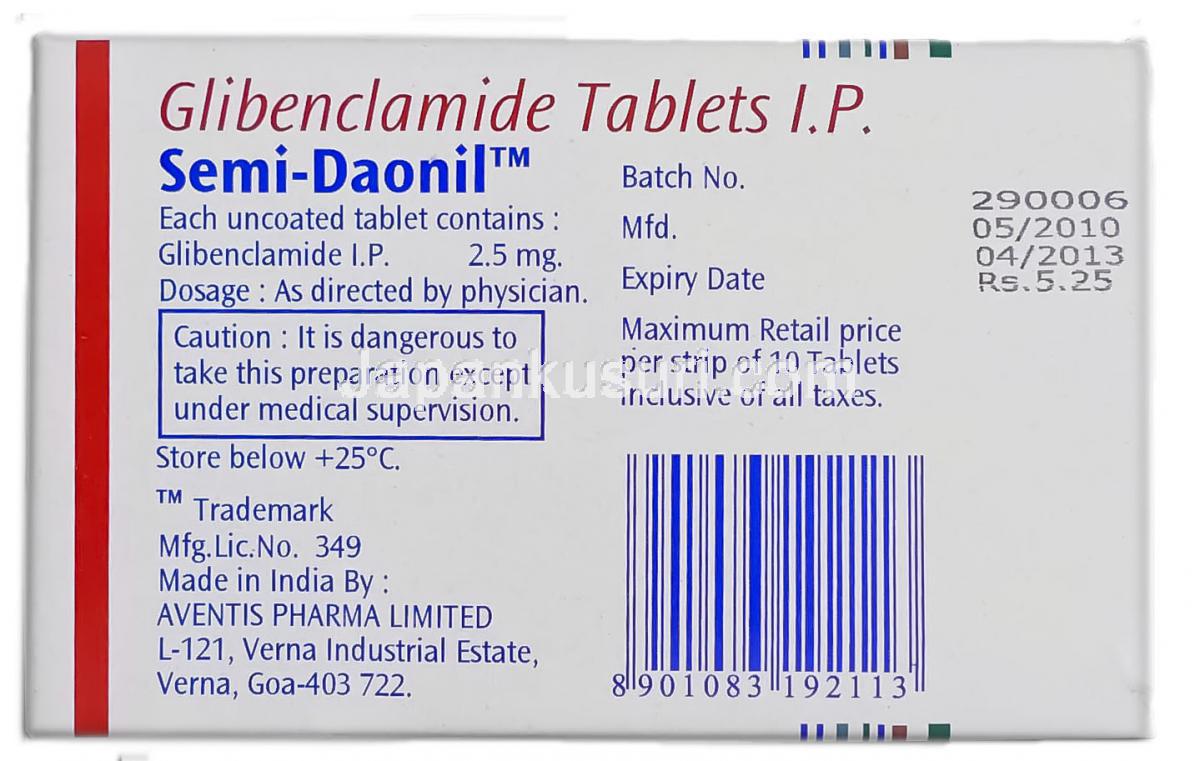 Glibenclamide Tablets I.P.
Semi-Daonil™
Each uncoated tablet contains :
Glibenclamide I.P. 2.5 mg.
Dosage : As directed by physician.
Caution : It is dangerous to
take this preparation except
under medical supervision.
Store below +25°C.
™ Trademark
Mfg.Lic.No. 349
Made in India By :
AVENTIS PHARMA LIMITED
L-121, Verna Industrial Estate,
Verna, Goa-403 722.
Batch No.
Mfd.
Expiry Date
Maximum Retail price
per strip of 10 Tablets
inclusive of all taxes.
290006
05/2010
04/2013
Rs.5.25
8 901083 192113
Japankusuri.com